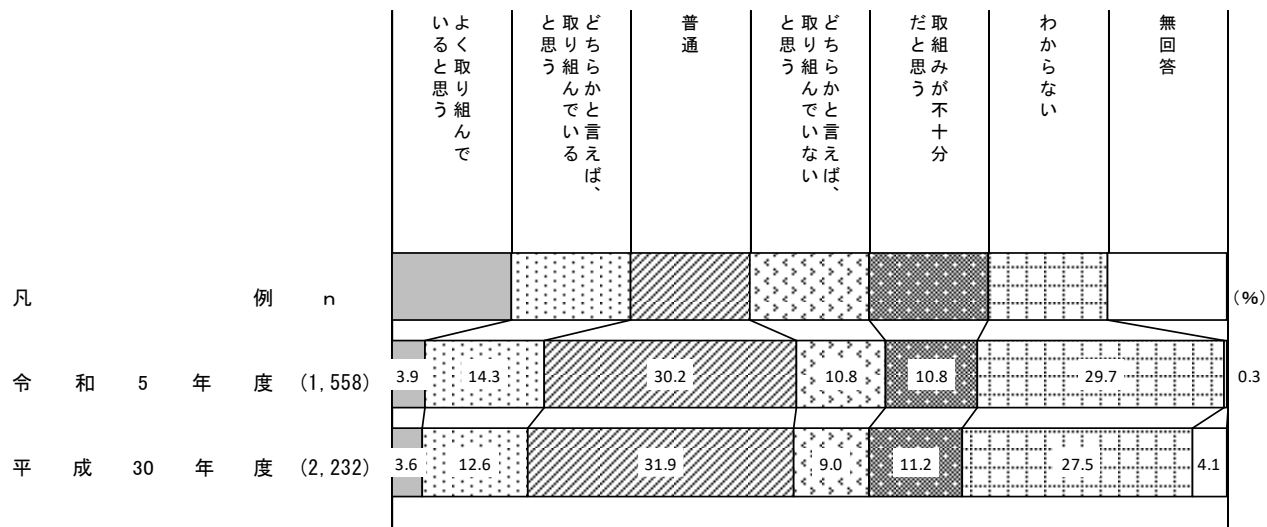 よく取り組んで
いると思う
どちらかと言えば、
取り組んでいる
と思う
普通
どちらかと言えば、
取り組んでいない
と思う
取組みが不十分
だと思う
わからない
無回答
凡例 n
(%)
令和5年度 (1,558)
3.9 14.3 30.2 10.8 10.8 29.7 0.3
平成30年度 (2,232)
3.6 12.6 31.9 9.0 11.2 27.5 4.1